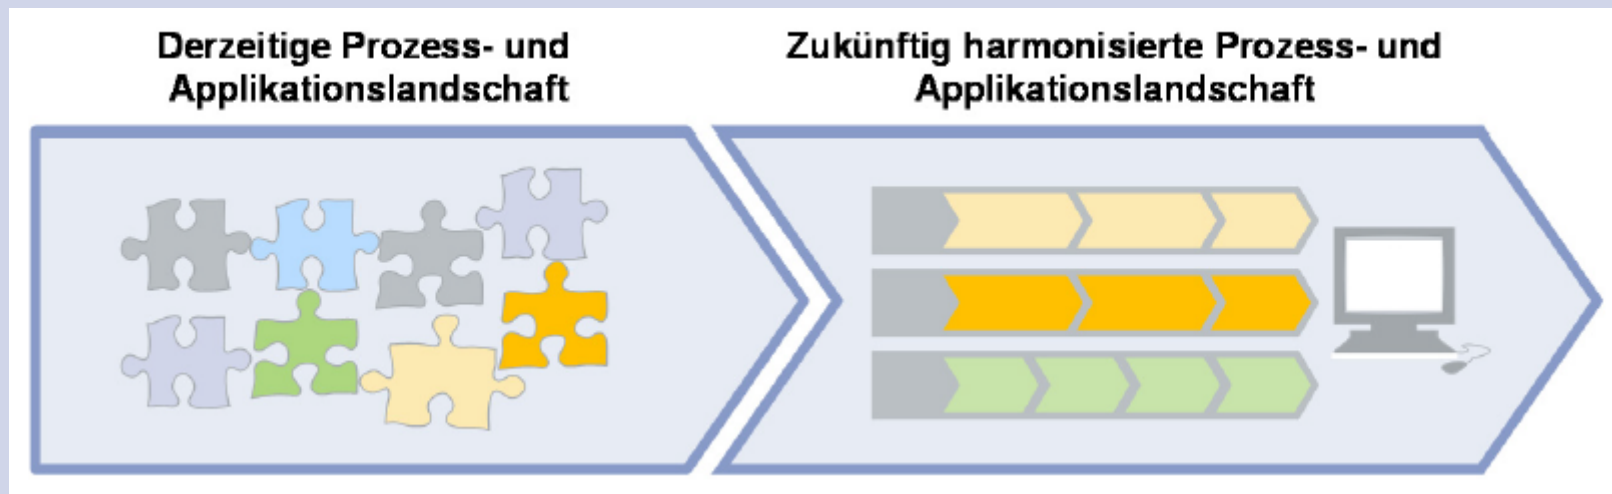 Derzeitige Prozess- und
Applikationslandschaft
Zukünftig harmonisierte Prozess- und
Applikationslandschaft